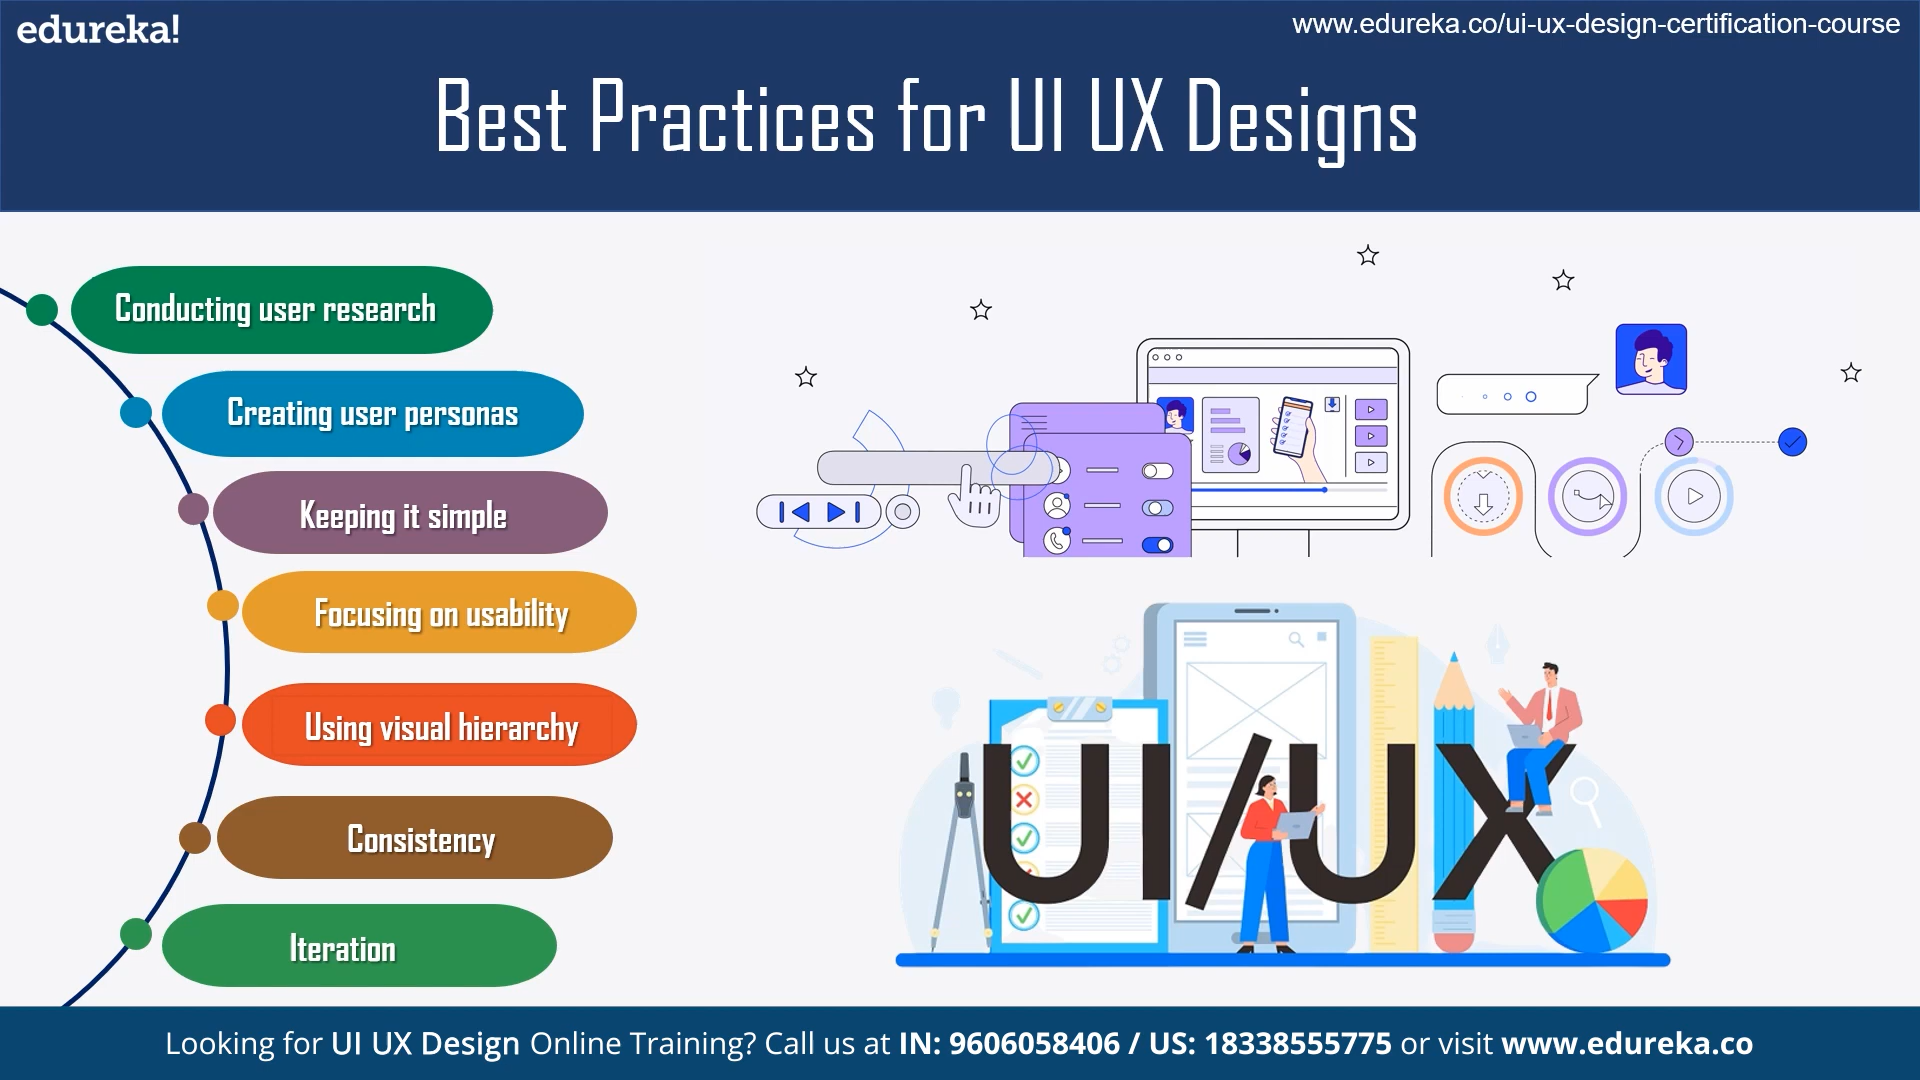 edureka!
www.edureka.co/ui-ux-design-certification-course
Best Practices for UI UX Designs
Conducting user research
Creating user personas
Keeping it simple
Focusing on usability
Using visual hierarchy
Consistency
Iteration
UI/UX
Looking for UI UX Design Online Training? Call us at IN: 9606058406 / US: 18338555775 or visit www.edureka.co